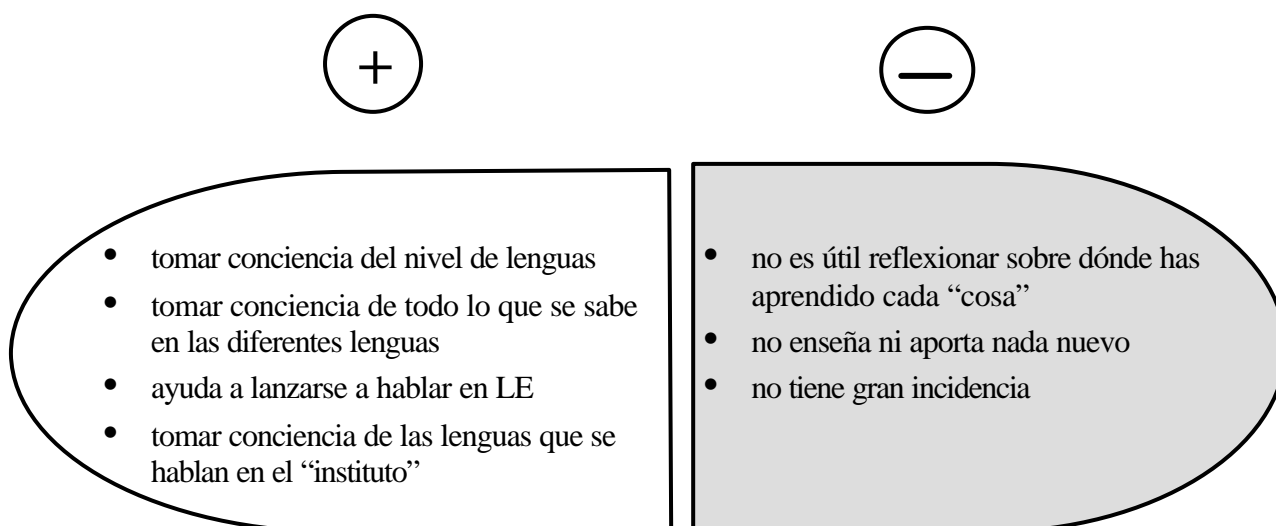 +
—
• tomar conciencia del nivel de lenguas
• tomar conciencia de todo lo que se sabe
en las diferentes lenguas
• ayuda a lanzarse a hablar en LE
• tomar conciencia de las lenguas que se
hablan en el “instituto”
• no es útil reflexionar sobre dónde has
aprendido cada “cosa”
• no enseña ni aporta nada nuevo
• no tiene gran incidencia